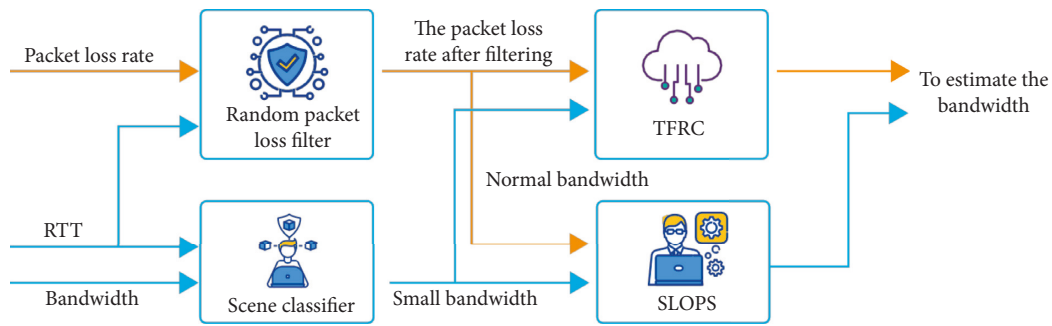 Packet loss rate
Random packet
loss filter
The packet loss
rate after filtering
TFRC
To estimate the
bandwidth
Normal bandwidth
RTT
Bandwidth
Scene classifier
Small bandwidth
SLOPS